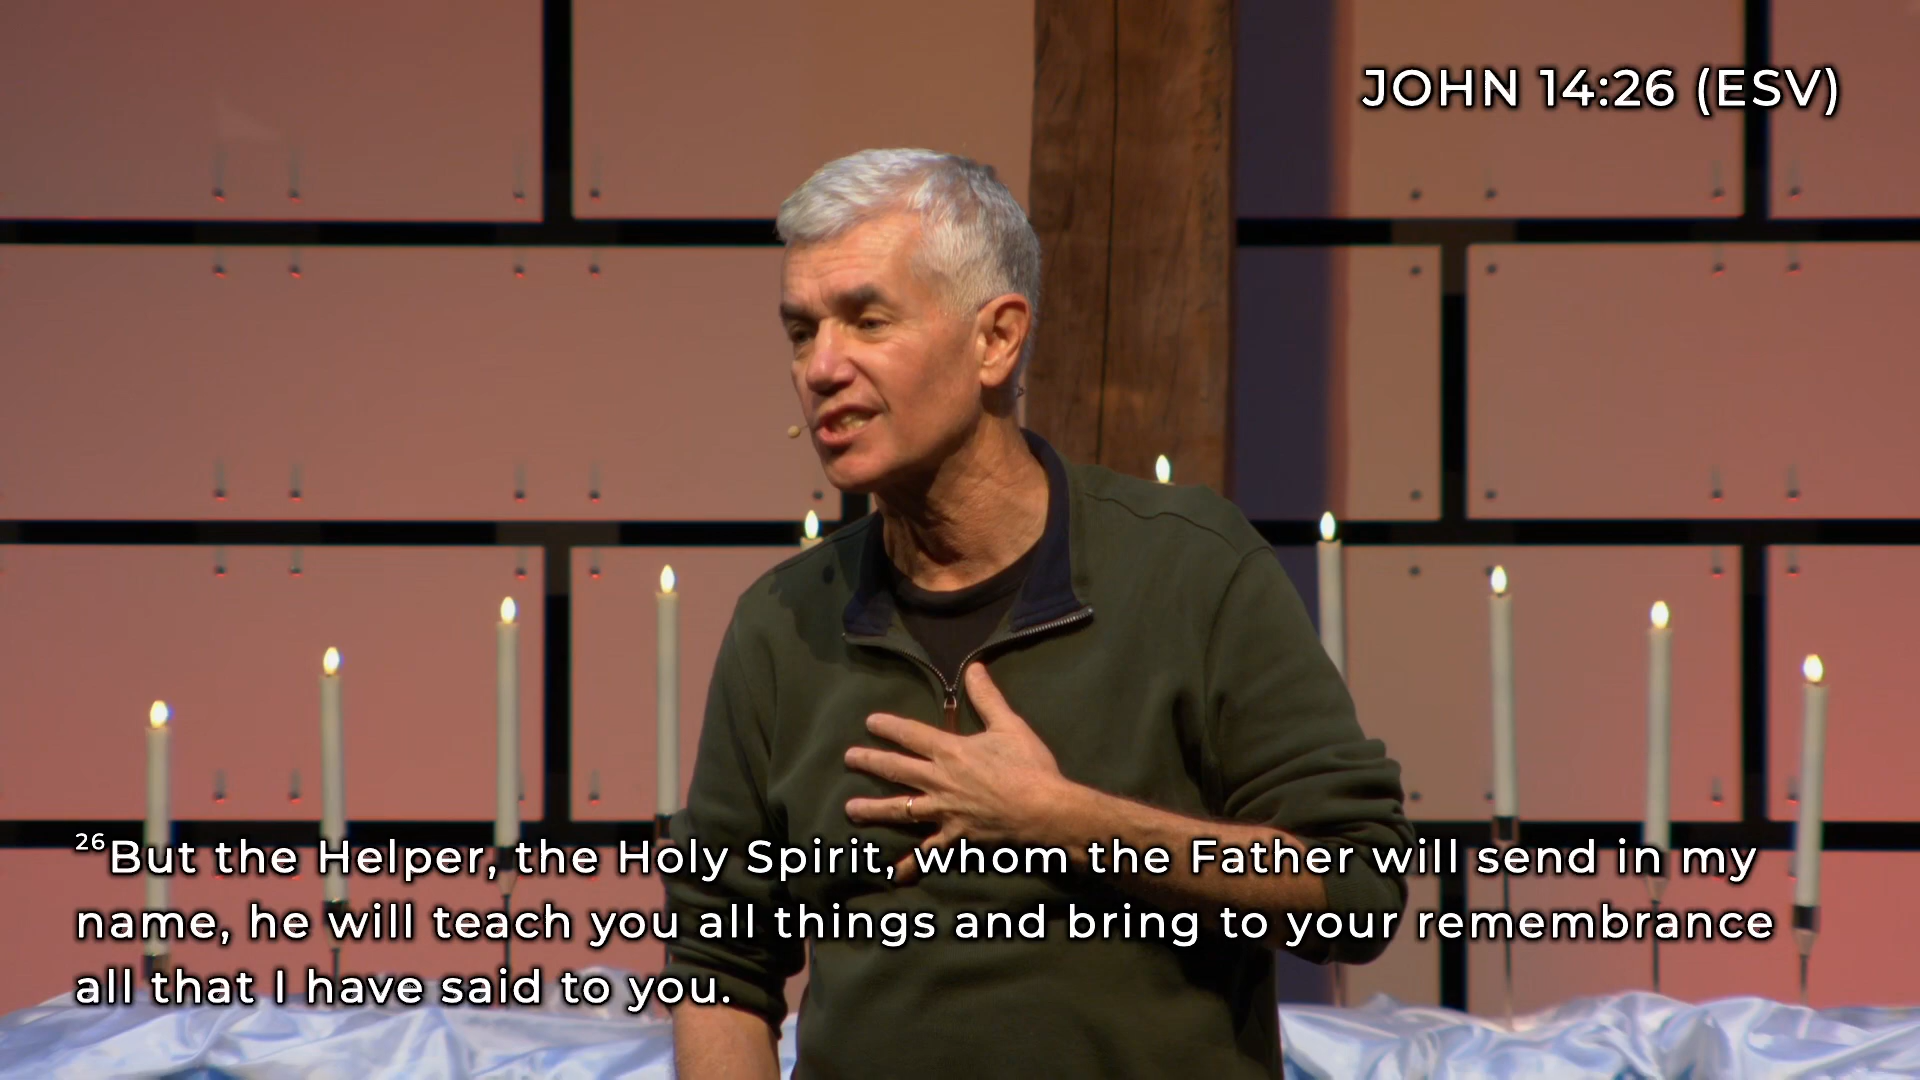 JOHN 14:26 (ESV)
26But the Helper, the Holy Spirit, whom the Father will send in my
name, he will teach you all things and bring to your remembrance
all that I have said to you.